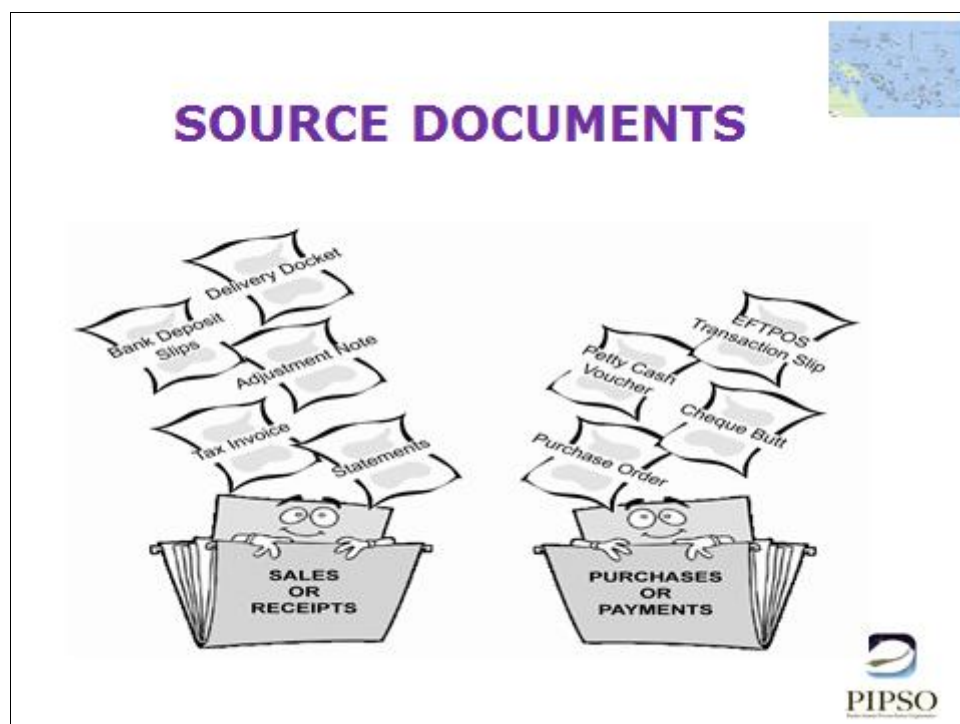 SOURCE DOCUMENTS
Delivery Docket
Bank Deposit
Slips
Adjustment Note
Tax Invoice
Statements
SALES
OR
RECEIPTS
EFTPOS
Transaction Slip
Petty Cash
Voucher
Cheque Butt
Purchase Order
PURCHASES
OR
PAYMENTS
PIPSO